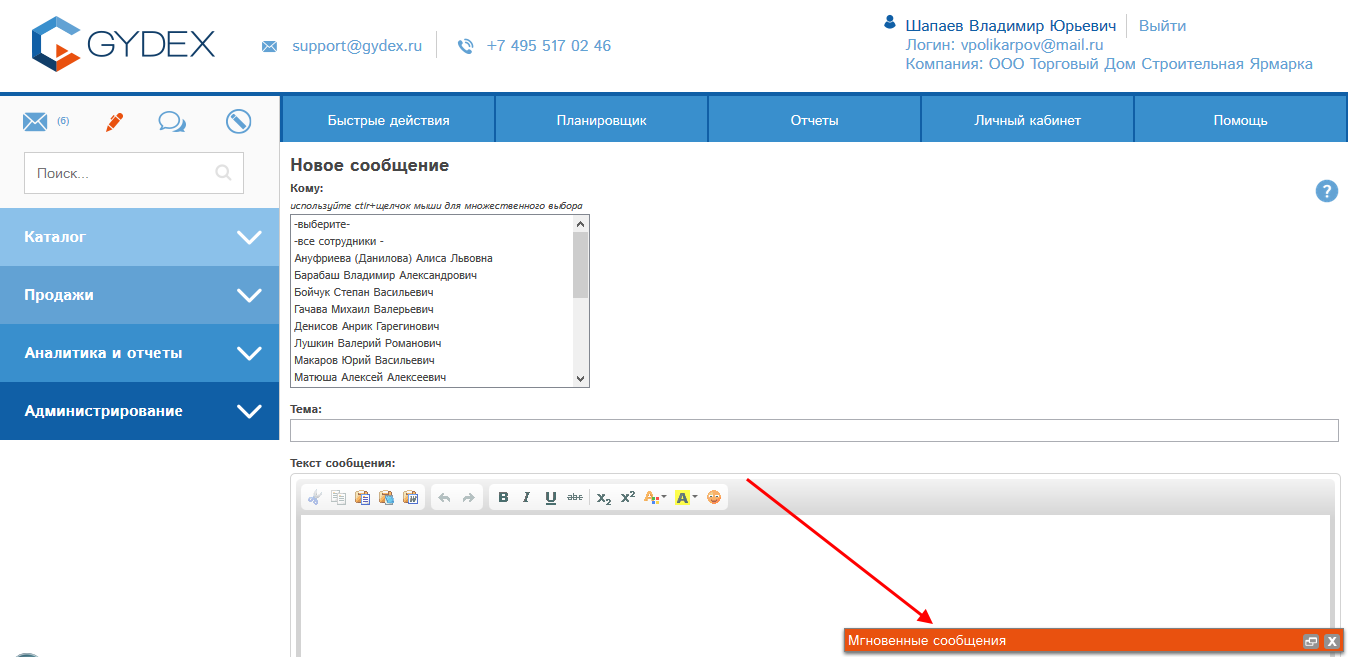 GYDEX
support@gydex.ru
+7 495 517 02 46
Шапаев Владимир Юрьевич
Выйти
Логин: vpolikarpov@mail.ru
Компания: ООО Торговый Дом Строительная Ярмарка
(6)
Быстрые действия
Планировщик
Отчеты
Личный кабинет
Помощь
Поиск...
Каталог
Продажи
Аналитика и отчеты
Администрирование
Новое сообщение
Кому:
используйте ctlr+щелчок мыши для множественного выбора
-выберите-
-все сотрудники -
Ануфриева (Данилова) Алиса Львовна
Барабаш Владимир Александрович
Бойчук Степан Васильевич
Гачава Михаил Валерьевич
Денисов Анрик Гарегинович
Лушкин Валерий Романович
Макаров Юрий Васильевич
Матюша Алексей Алексеевич
?
Тема:
Текст сообщения:
B I U abc x2 x2 A A
Мгновенные сообщения